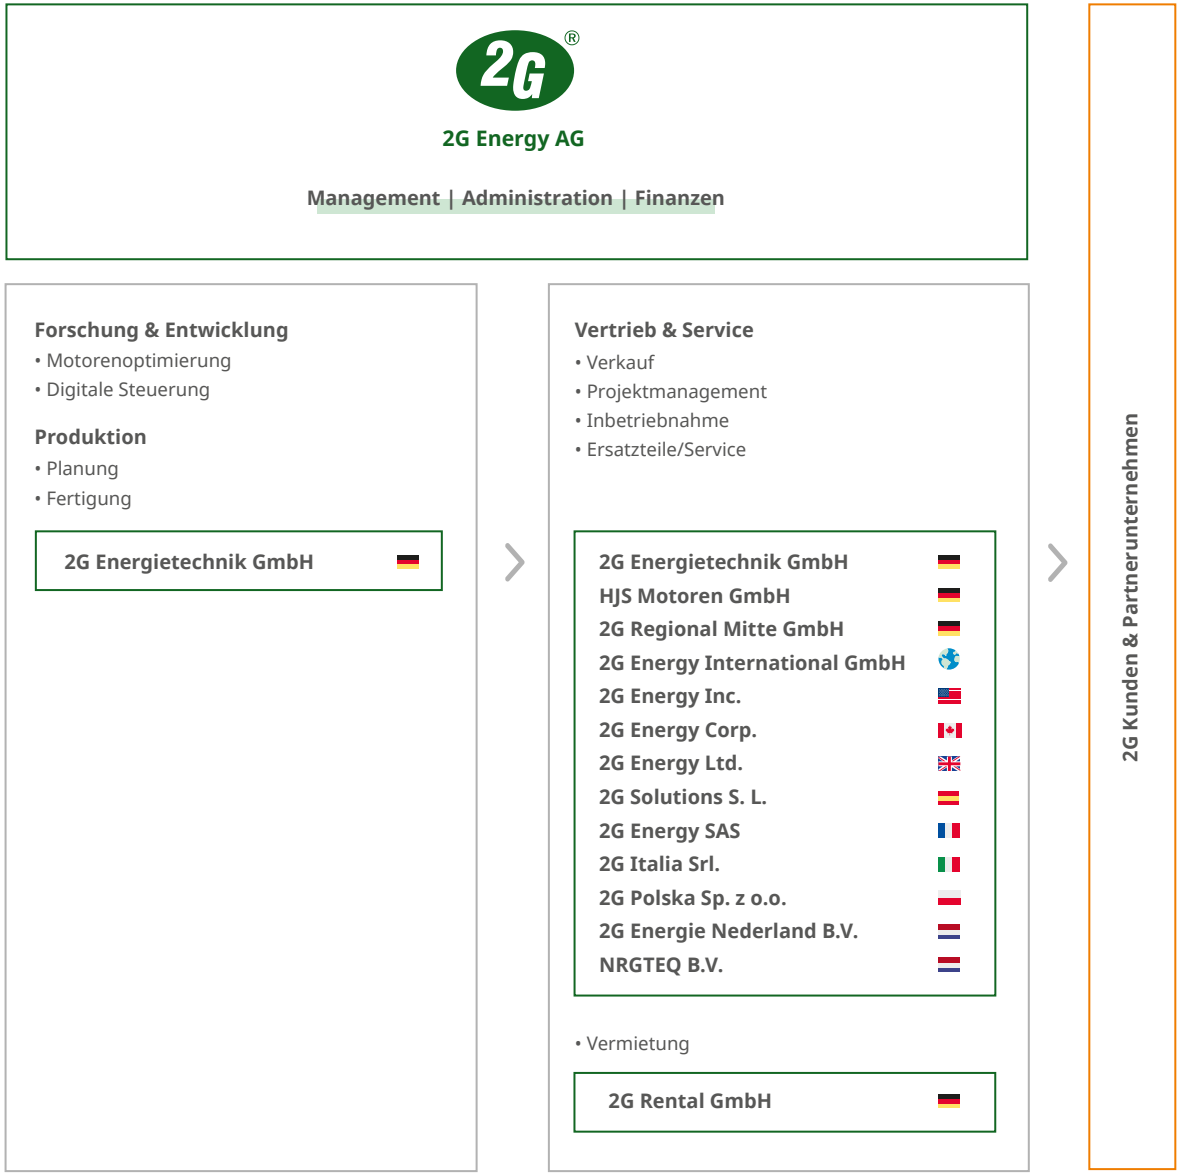 2G®
2G Energy AG
Management | Administration | Finanzen
Forschung & Entwicklung
• Motorenoptimierung
• Digitale Steuerung
Produktion
• Planung
• Fertigung
2G Energietechnik GmbH
Vertrieb & Service
• Verkauf
• Projektmanagement
• Inbetriebnahme
• Ersatzteile/Service
2G Energietechnik GmbH
HJS Motoren GmbH
2G Regional Mitte GmbH
2G Energy International GmbH
2G Energy Inc.
2G Energy Corp.
2G Energy Ltd.
2G Solutions S. L.
2G Energy SAS
2G Italia Srl.
2G Polska Sp. z o.o.
2G Energie Nederland B.V.
NRGTEQ B.V.
• Vermietung
2G Rental GmbH
2G Kunden & Partnerunternehmen